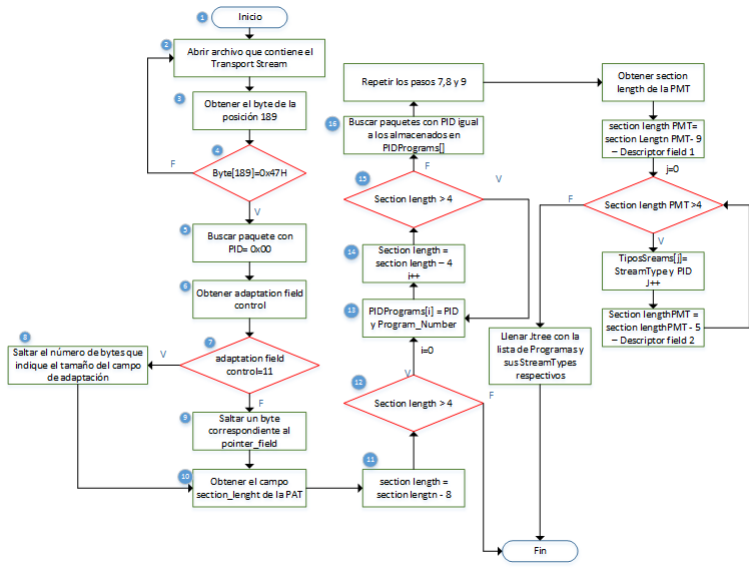 1
Inicio
2
Abrir archivo que contiene el
Transport Stream
3
Obtener el byte de la
posición 189
4
Byte[189]=0x47H
F
V
5
Buscar paquete con
PID= 0x00
6
Obtener adaptation field
control
7
adaptation field
control=11
V
F
8
Saltar el número de bytes que
indique el tamaño del campo
de adaptación
9
Saltar un byte
correspondiente al
pointer_field
10
Obtener el campo
section_lenght de la PAT
11
section length =
section lengtn - 8
12
Section length > 4
V
F
i=0
13
PIDPrograms[i] = PID
y Program_Number
14
Section length =
section length – 4
i++
15
Section length > 4
F
V
16
Buscar paquetes con PID igual
a los almacenados en
PIDPrograms[]
Repetir los pasos 7,8 y 9
Obtener section
length de la PMT
section length PMT=
section Lengtn PMT- 9
– Descriptor field 1
j=0
Section length PMT >4
F
V
TiposSreams[j]=
StreamType y PID
J++
Section lengthPMT =
section lengthPMT - 5
– Descriptor field 2
Llenar Jtree con la
lista de Programas y
sus StreamTypes
respectivos
Fin